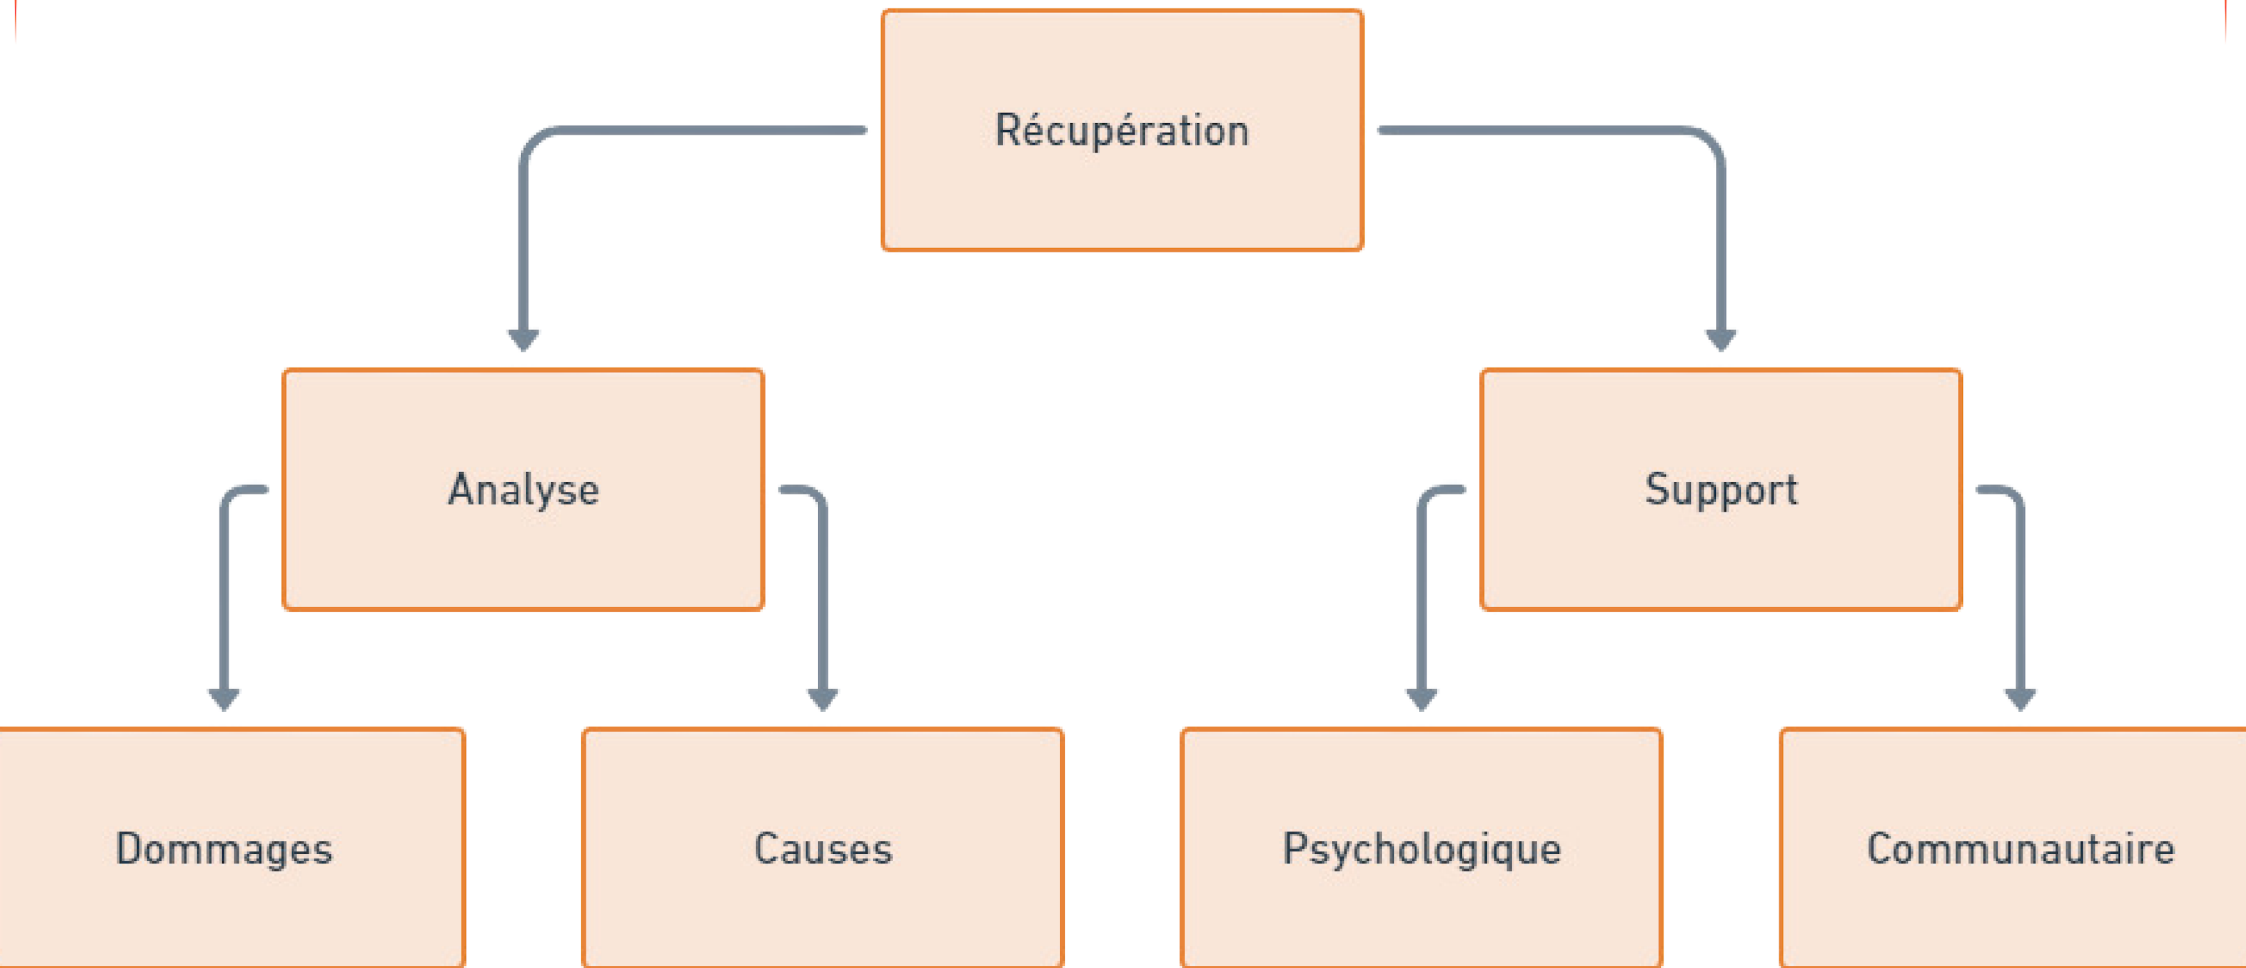 Récupération
Analyse
Support
Dommages
Causes
Psychologique
Communautaire